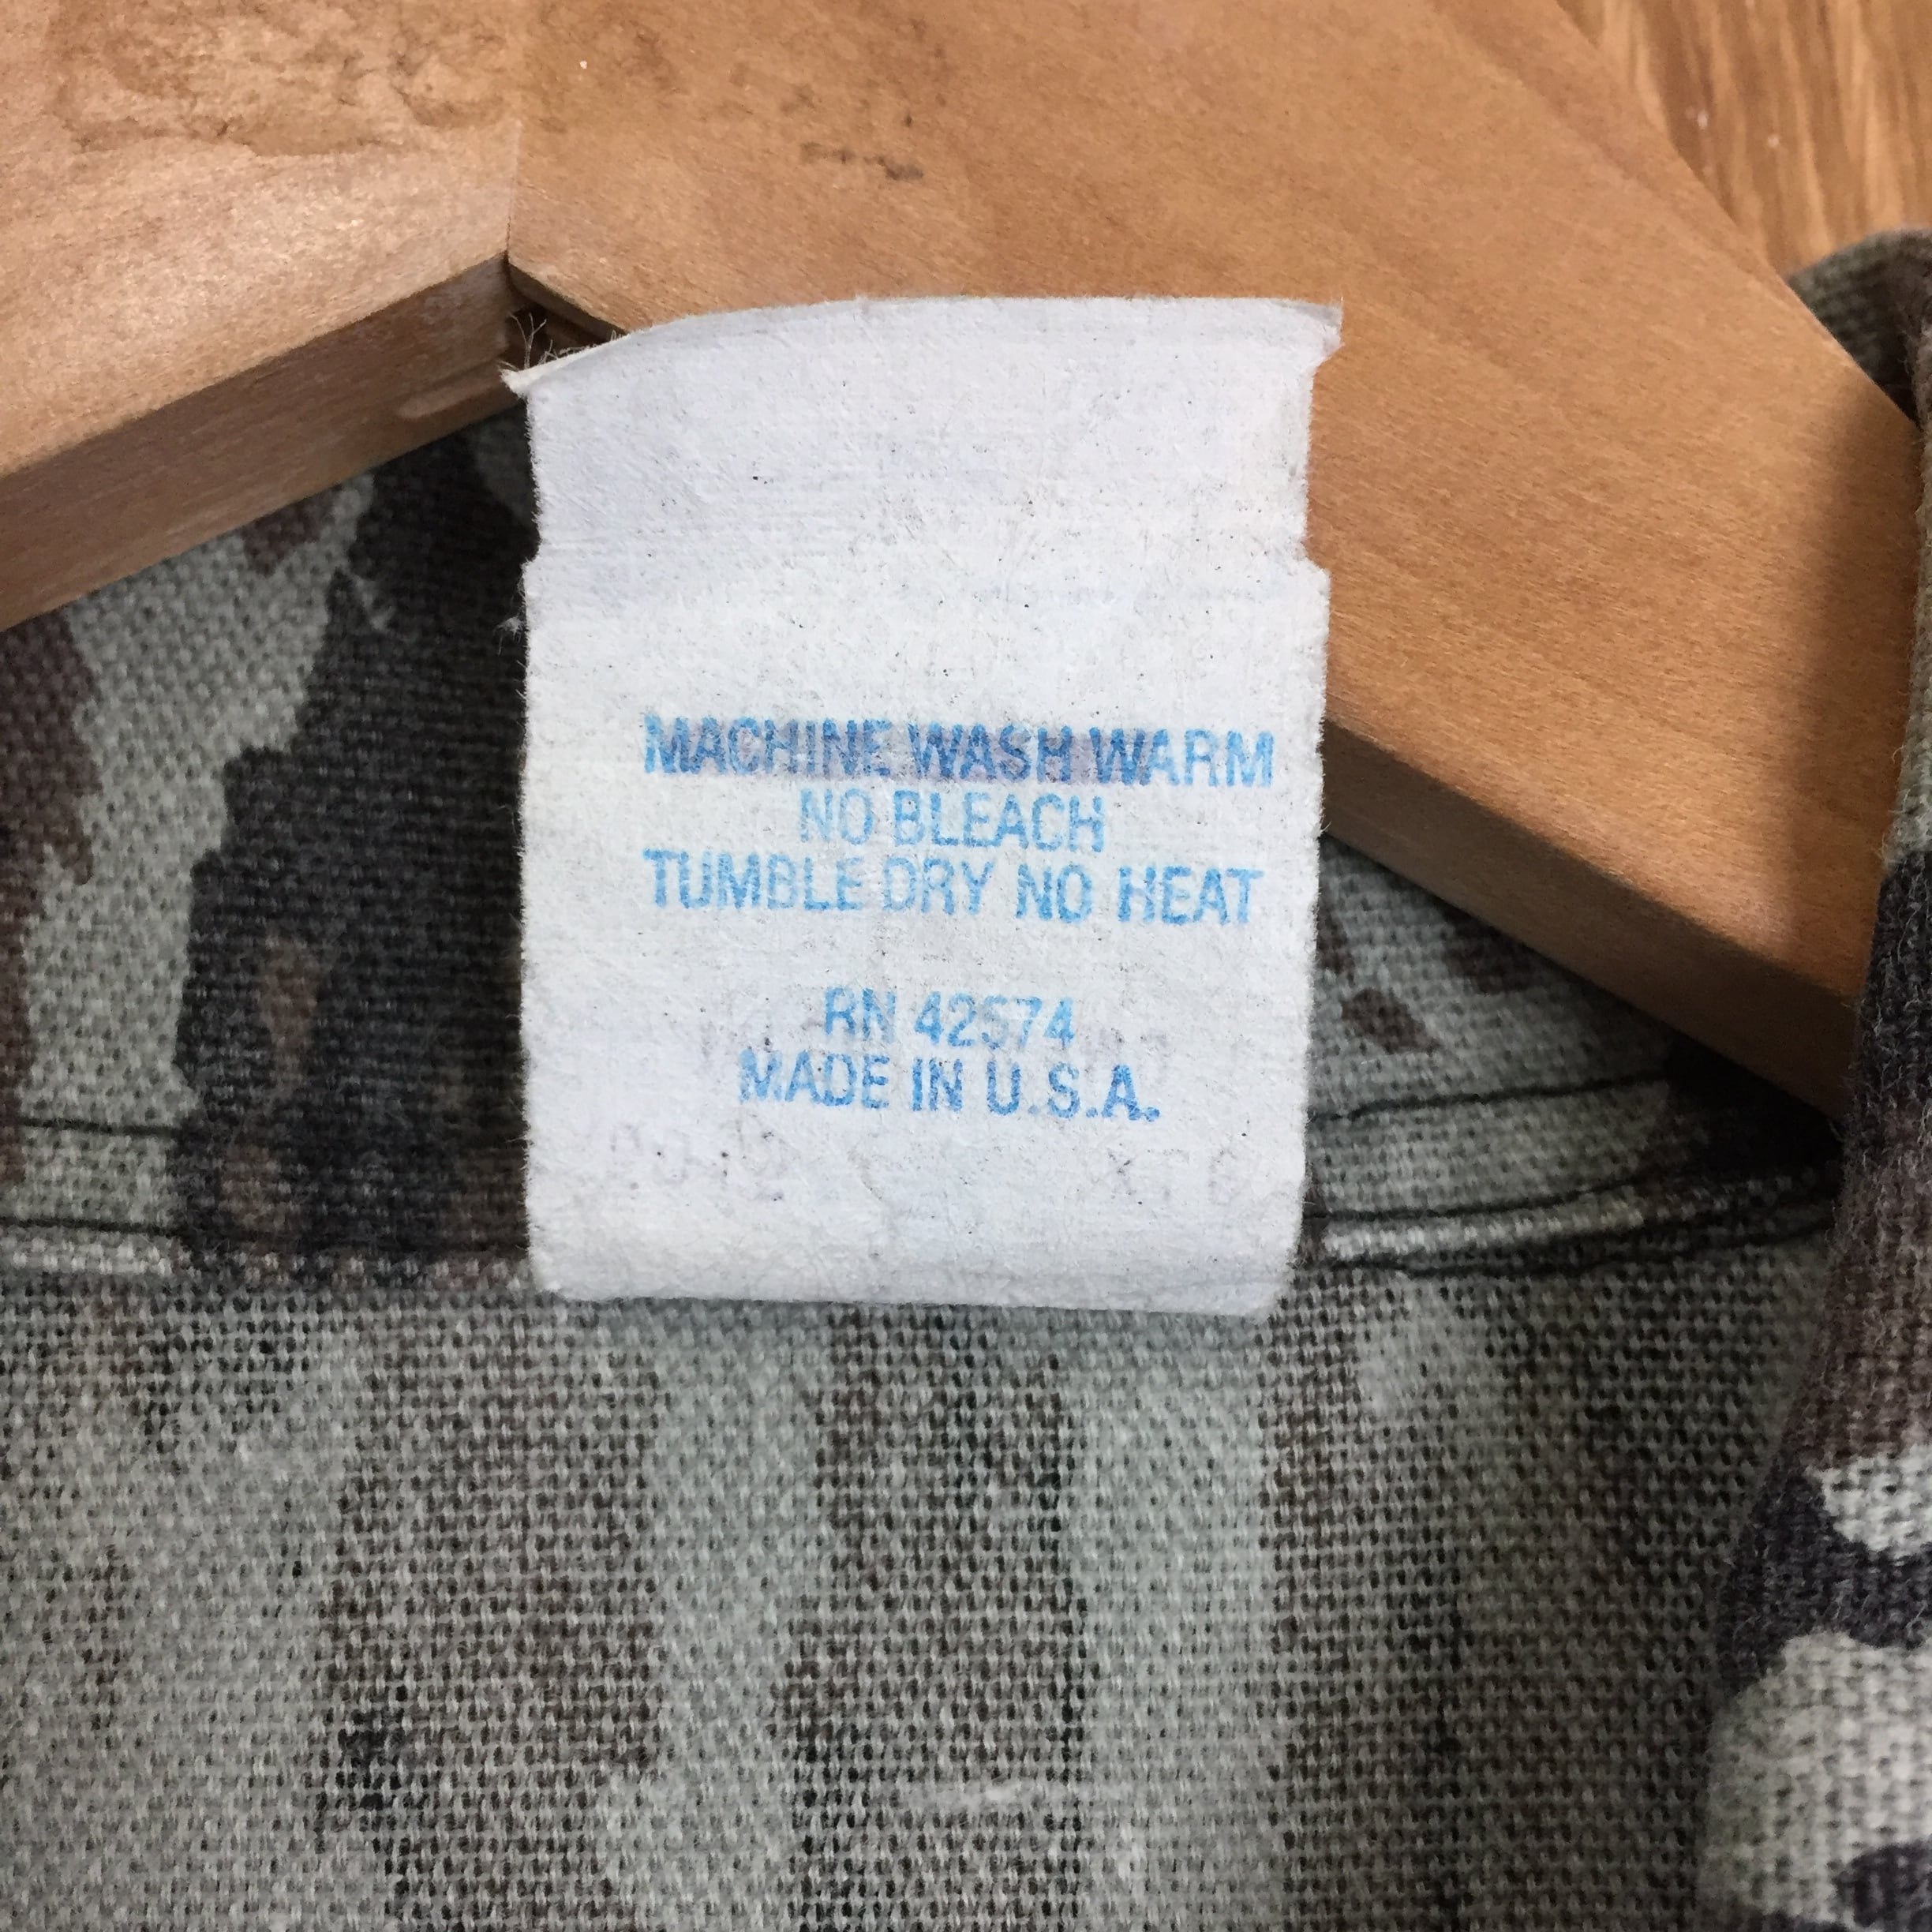 MACHINE WASH WARM
NO BLEACH
TUMBLE DRY NO HEAT
RN 42574
MADE IN U.S.A.